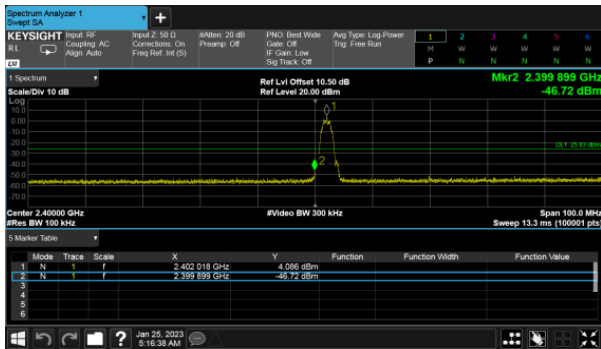 Spectrum Analyzer 1
Swept SA
+
KEYSIGHT Input: RF Input Z: 50 Ω #Atten: 20 dB PNO: Best Wide Avg Type: Log-Power 1 2 3 4 5 6
RL Coupling: AC Corrections: On Preamp: Off Gate: Off Trig: Free Run M W W W W W
Align: Auto Freq Ref: Int (S) IF Gain: Low
Sig Track: Off P N N N N N
LXI
1 Spectrum Ref Lvl Offset 10.50 dB Mkr2 2.399 899 GHz
Scale/Div 10 dB Ref Level 20.00 dBm -46.72 dBm
Log
10.0
0.00
-10.0
-20.0
-30.0
-40.0
-50.0
-60.0
-70.0
1
2
Center 2.40000 GHz #Video BW 300 kHz Span 100.0 MHz
#Res BW 100 kHz Sweep 13.3 ms (100001 pts)
5 Marker Table
Mode Trace Scale X Y Function Function Width Function Value
1 N 1 f 2.402 018 GHz 4.086 dBm
2 N 1 f 2.399 899 GHz -46.72 dBm
3
4
5
6
? Jan 25, 2023
5:16:38 AM